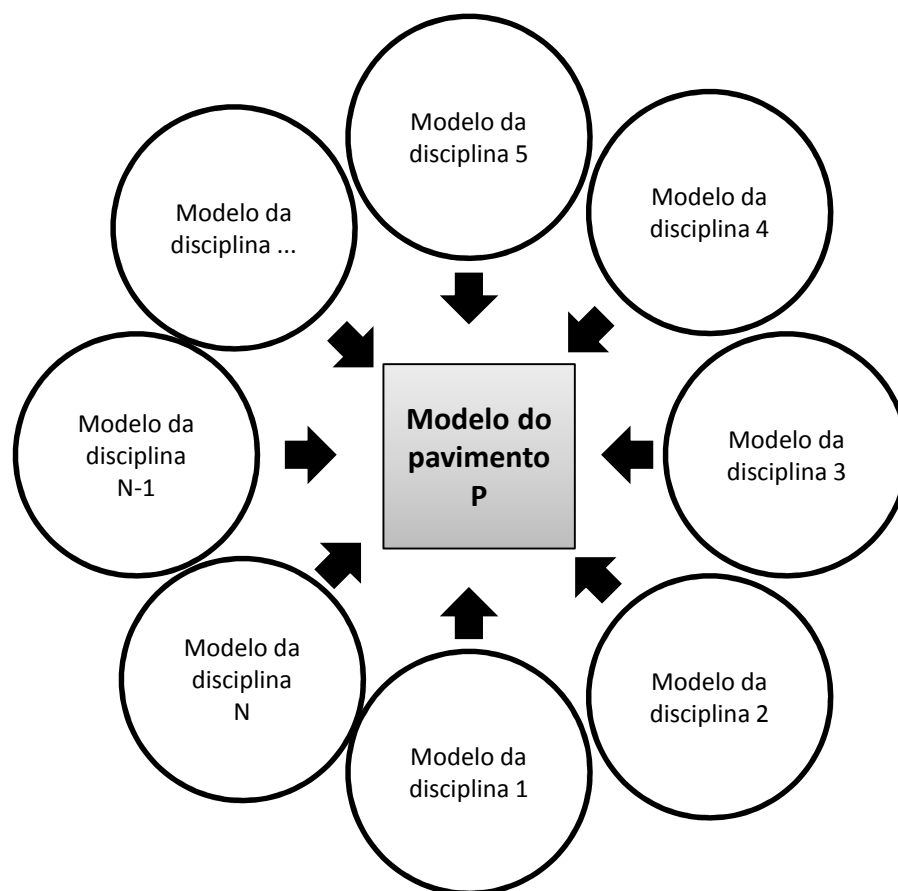 Modelo da
disciplina 5
Modelo da
disciplina 4
Modelo da
disciplina ...
Modelo do
pavimento
P
Modelo da
disciplina
N-1
Modelo da
disciplina 3
Modelo da
disciplina
N
Modelo da
disciplina 2
Modelo da
disciplina 1